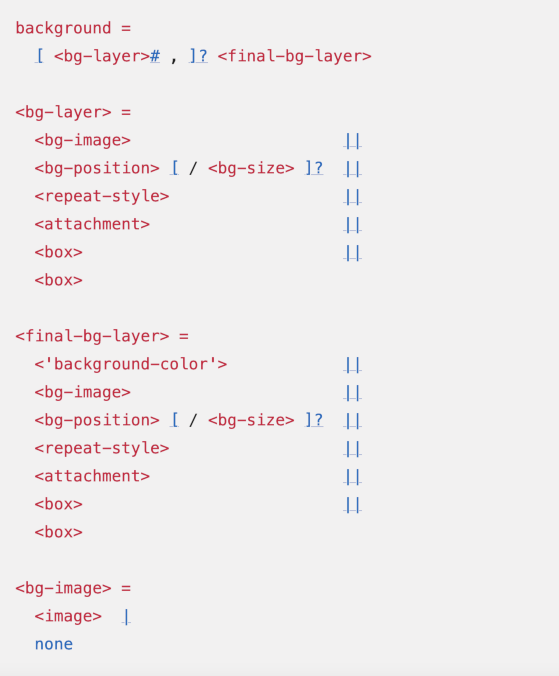 background =
[ <bg-layer># , ]? <final-bg-layer>
<bg-layer> =
<bg-image> ||
<bg-position> [ / <bg-size> ]? ||
<repeat-style> ||
<attachment> ||
<box> ||
<box>
<final-bg-layer> =
<'background-color'> ||
<bg-image> ||
<bg-position> [ / <bg-size> ]? ||
<repeat-style> ||
<attachment> ||
<box> ||
<box>
<bg-image> =
<image> |
none